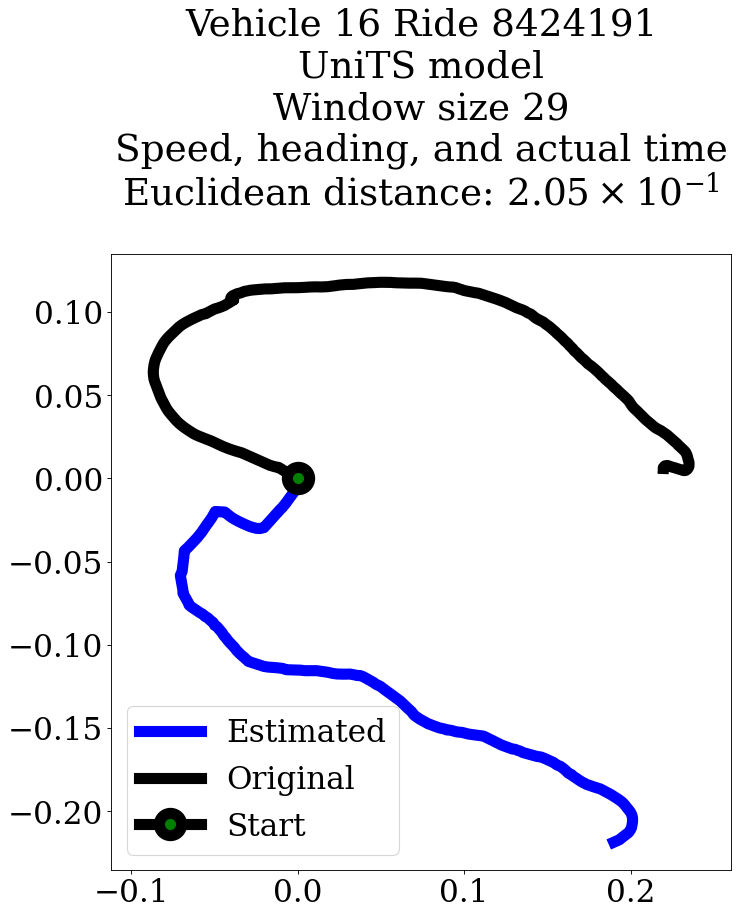 Vehicle 16 Ride 8424191
UniTS model
Window size 29
Speed, heading, and actual time
Euclidean distance: 2.05 × 10⁻¹
0.10
0.05
0.00
−0.05
−0.10
−0.15
−0.20
Estimated
Original
Start
−0.1 0.0 0.1 0.2